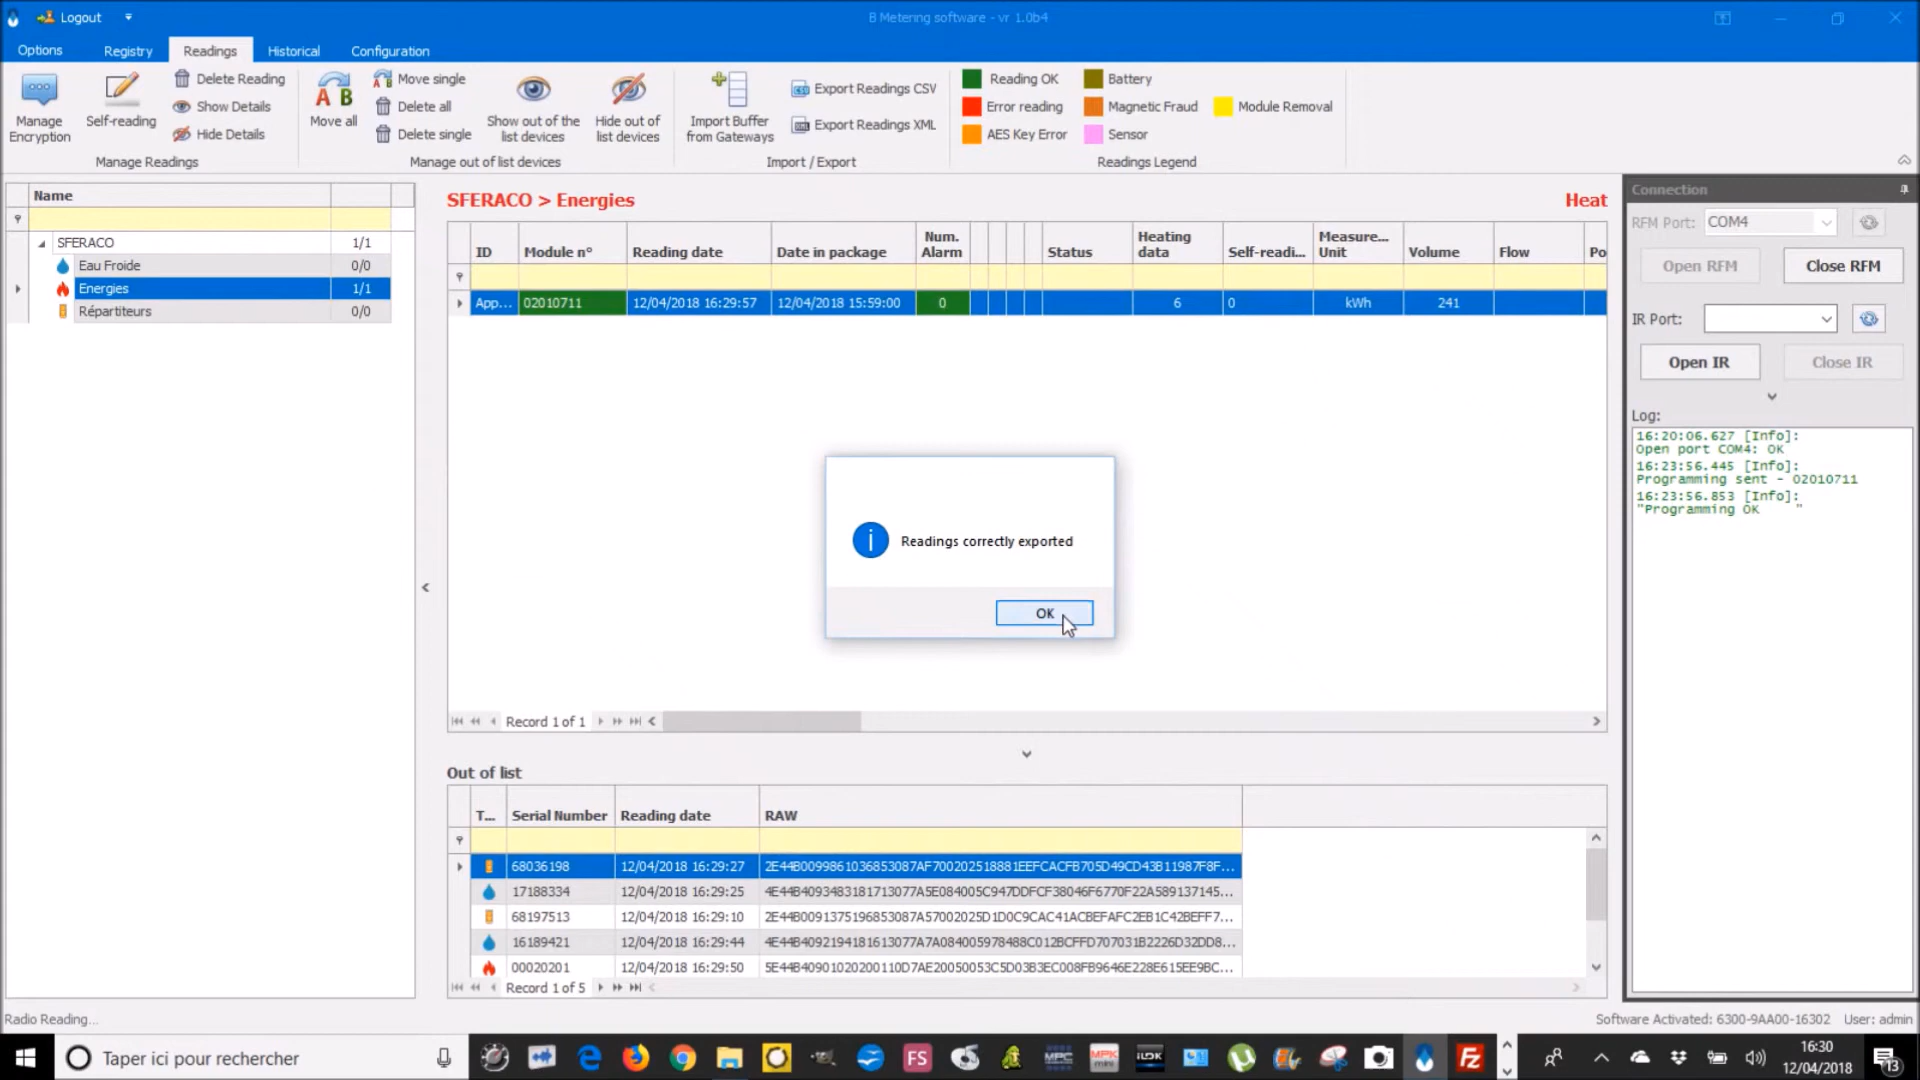 Logout
B Metering software - vr 1.0b4
Options
Registry
Readings
Historical
Configuration
Manage Encryption
Self-reading
Delete Reading
Show Details
Hide Details
Manage Readings
Move all
Move single
Delete all
Delete single
Show out of the list devices
Hide out of list devices
Manage out of list devices
Import Buffer from Gateways
Export Readings CSV
Export Readings XML
Import / Export
Reading OK
Error reading
AES Key Error
Battery
Magnetic Fraud
Sensor
Module Removal
Readings Legend
Name
SFERACO 1/1
Eau Froide 0/0
Energies 1/1
Répartiteurs 0/0
SFERACO > Energies
Heat
ID Module n° Reading date Date in package Num. Alarm Status Heating data Self-readi... Measure... Unit Volume Flow Po
App... 02010711 12/04/2018 16:29:57 12/04/2018 15:59:00 0 6 0 kWh 241
Readings correctly exported
OK
Record 1 of 1
Out of list
T... Serial Number Reading date RAW
68036198 12/04/2018 16:29:27 2E44B0099861036853087AF700202518881EEFCACFB705D49CD43B11987F8F...
17188334 12/04/2018 16:29:25 4E44B4093483181713077A5E084005C947DDFCF38046F6770F22A589137145...
68197513 12/04/2018 16:29:10 2E44B0091375196853087A57002025D1D0C9CAC41ACBEFAFC2EB1C42BEFF7...
16189421 12/04/2018 16:29:44 4E44B4092194181613077A7A084005978488C012BCFFD707031B2226D32DD8...
00020201 12/04/2018 16:29:50 5E44B40901020200110D7AE20050053C5D03B3EC008FB9646E228E615EE9BC...
Record 1 of 5
Connection
RFM Port: COM4
Open RFM
Close RFM
IR Port:
Open IR
Close IR
Log:
16:20:06.627 [Info]:
Open port COM4: OK
16:23:56.445 [Info]:
Programming sent - 02010711
16:23:56.853 [Info]:
"Programming OK "
Radio Reading...
Software Activated: 6300-9AA00-16302 User: admin
Taper ici pour rechercher
FS
MPC
MPK mini
iLOK
FZ
16:30
12/04/2018
13